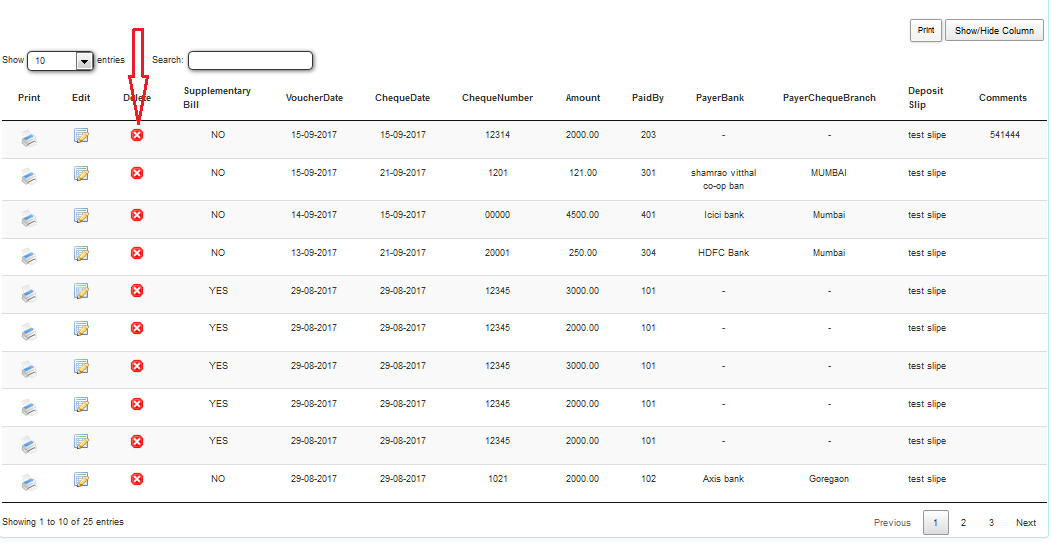 Print Show/Hide Column
Show 10 entries Search:
Print Edit Delete Supplementary Bill VoucherDate ChequeDate ChequeNumber Amount PaidBy PayerBank PayerChequeBranch Deposit Slip Comments
NO 15-09-2017 15-09-2017 12314 2000.00 203 - - test slipe 541444
NO 15-09-2017 21-09-2017 1201 121.00 301 shamrao vitthal co-op ban MUMBAI test slipe
NO 14-09-2017 15-09-2017 00000 4500.00 401 Icici bank Mumbai test slipe
NO 13-09-2017 21-09-2017 20001 250.00 304 HDFC Bank Mumbai test slipe
YES 29-08-2017 29-08-2017 12345 3000.00 101 - - test slipe
YES 29-08-2017 29-08-2017 12345 2000.00 101 - - test slipe
YES 29-08-2017 29-08-2017 12345 3000.00 101 - - test slipe
YES 29-08-2017 29-08-2017 12345 2000.00 101 - - test slipe
YES 29-08-2017 29-08-2017 12345 2000.00 101 - - test slipe
NO 29-08-2017 29-08-2017 1021 2000.00 102 Axis bank Goregaon test slipe
Showing 1 to 10 of 25 entries Previous 1 2 3 Next